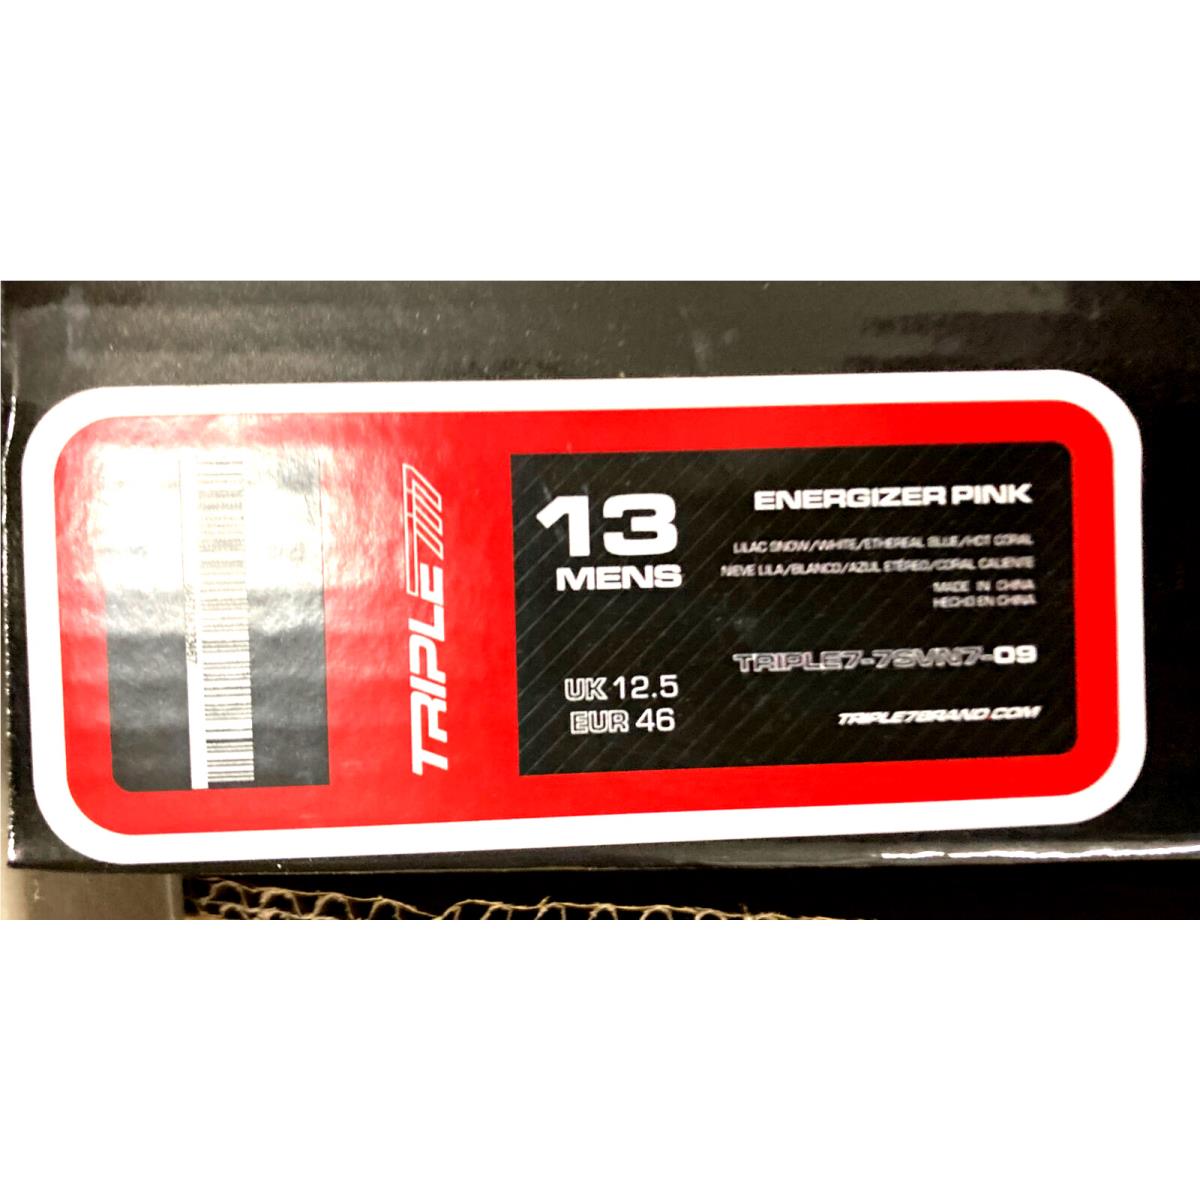 TRIPLE
13
MENS
UK 12.5
EUR 46
ENERGIZER PINK
LILAC SNOW/WHITE/ETHEREAL BLUE/HOT CORAL
NIEVE LILA/BLANCO/AZUL ETÉREO/CORAL CALIENTE
MADE IN CHINA
HECHO EN CHINA
TRIPLE7-7SVN7-09
TRIPLE7BRAND.COM